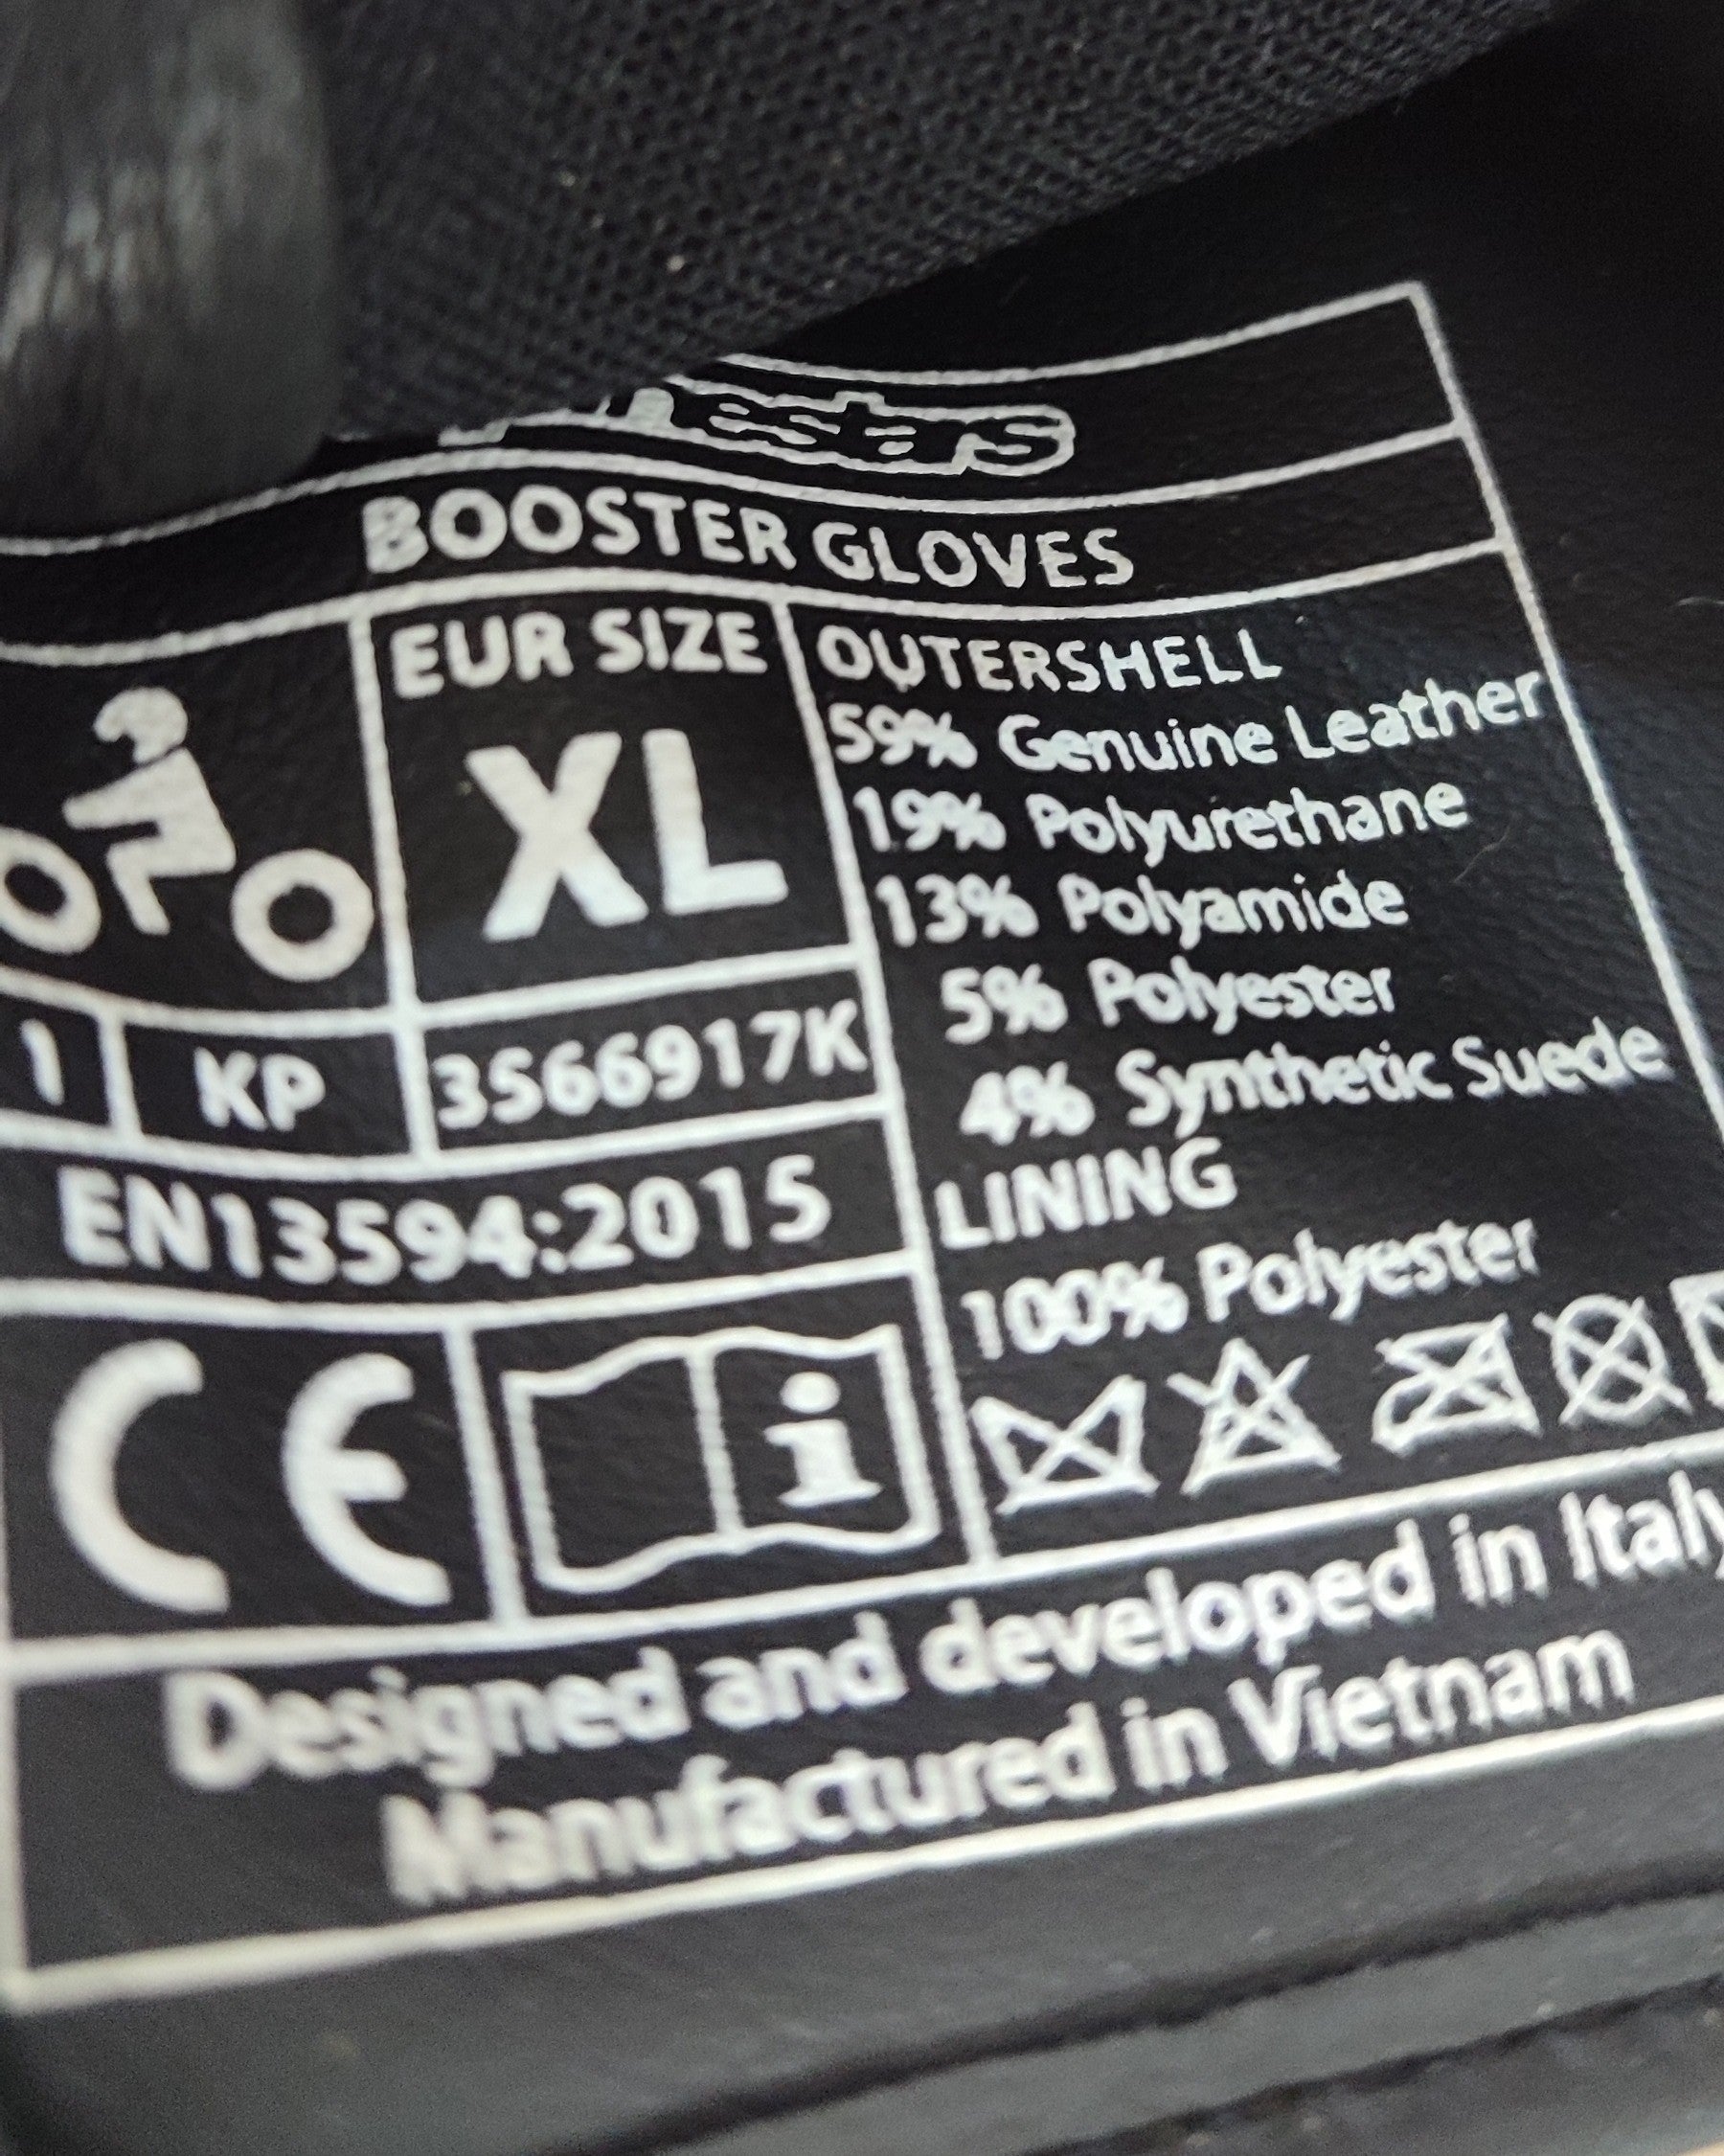 BOOSTER GLOVES
EUR SIZE
XL
1
KP
3566917K
EN13594:2015
CE
i
OUTERSHELL
59% Genuine Leather
19% Polyurethane
13% Polyamide
5% Polyester
4% Synthetic Suede
LINING
100% Polyester
Designed and developed in Italy
Manufactured in Vietnam